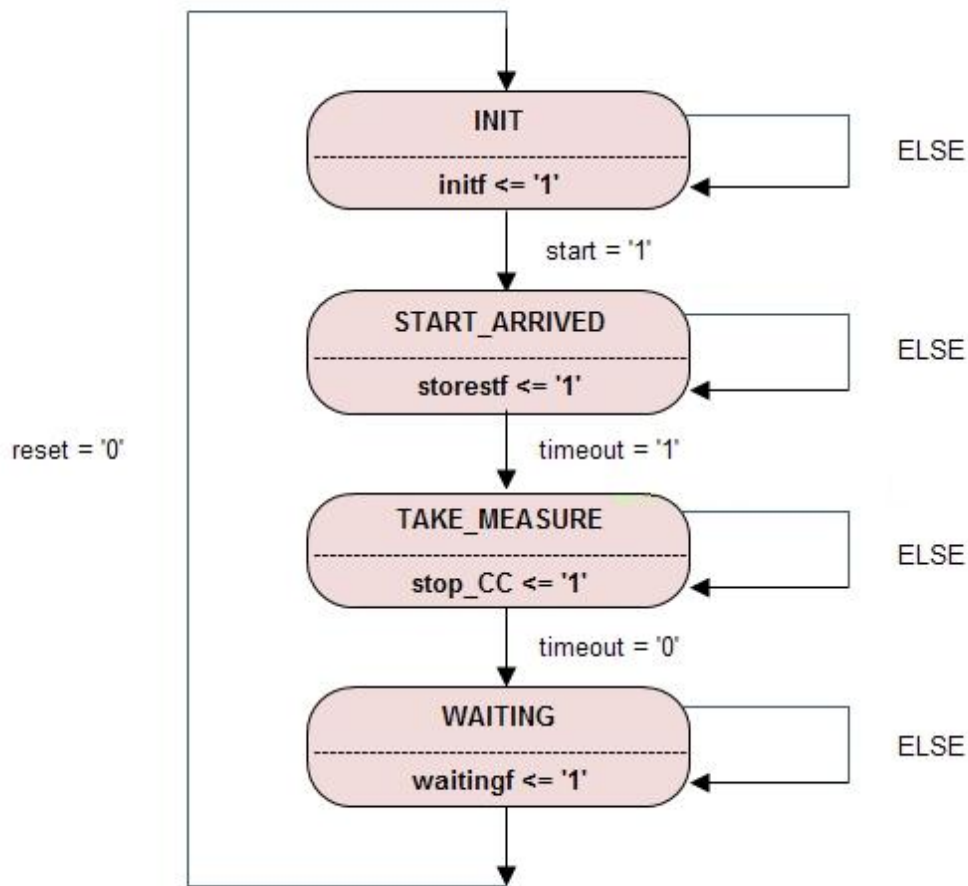 INIT
initf <= '1'
ELSE
start = '1'
START_ARRIVED
storestf <= '1'
ELSE
reset = '0'
timeout = '1'
TAKE_MEASURE
stop_CC <= '1'
ELSE
timeout = '0'
WAITING
waitingf <= '1'
ELSE